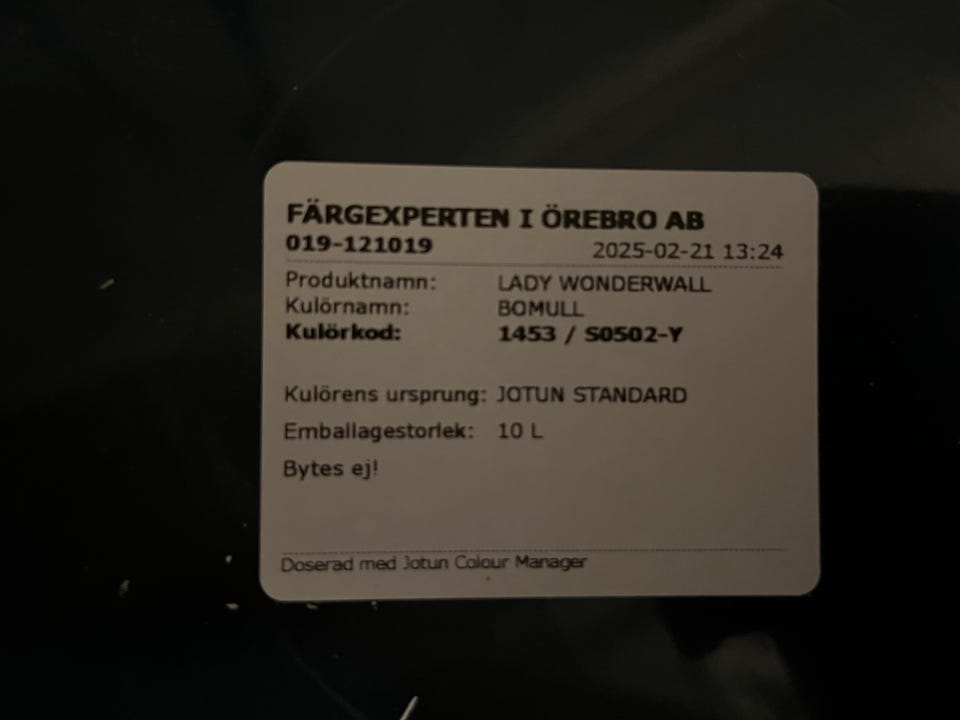 FÄRGEXPERTEN I ÖREBRO AB
019-121019 2025-02-21 13:24
Produktnamn: LADY WONDERWALL
Kulörnamn: BOMULL
Kulörkod: 1453 / S0502-Y
Kulörens ursprung: JOTUN STANDARD
Emballagestorlek: 10 L
Bytes ej!
Doserad med Jotun Colour Manager